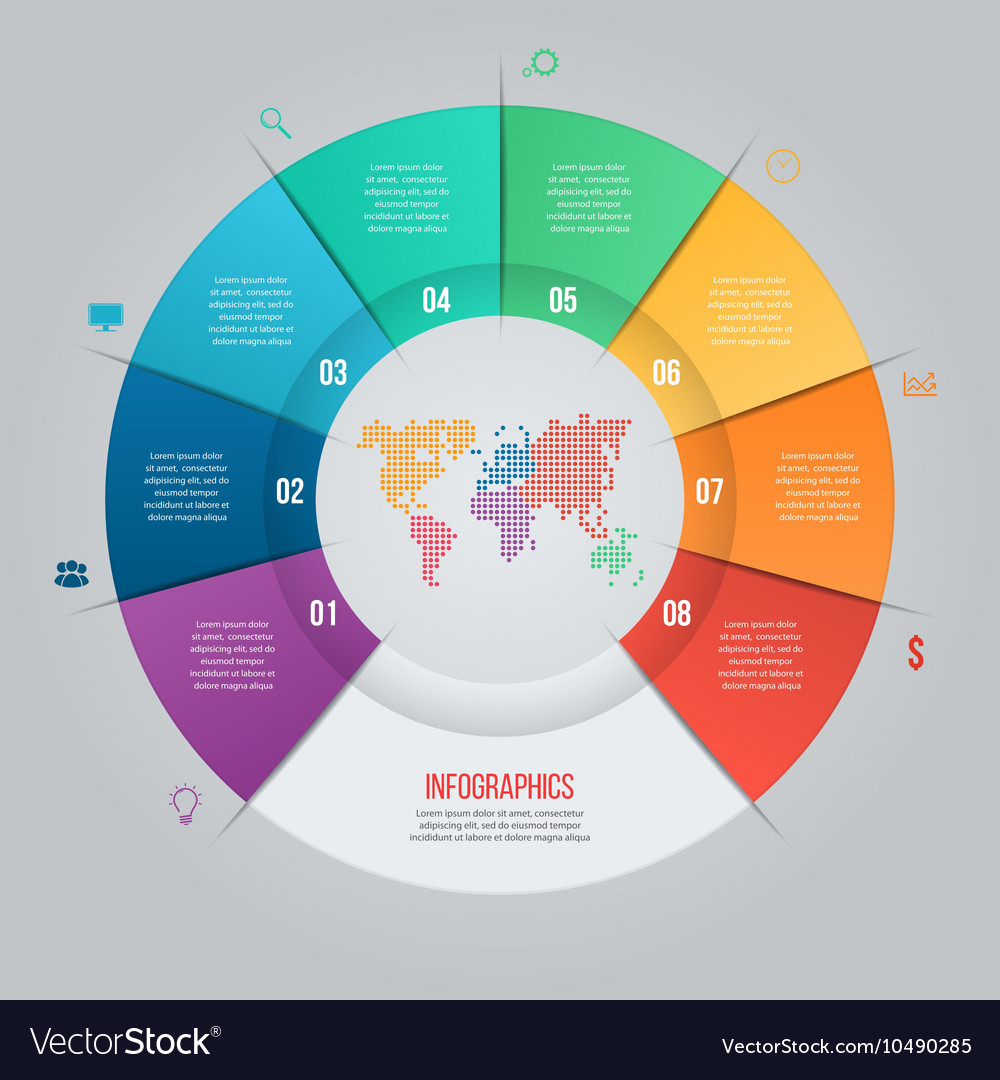 01
Lorem ipsum dolor
sit amet, consectetur
adipisicing elit, sed do
eiusmod tempor
incididunt ut labore et
dolore magna aliqua
02
Lorem ipsum dolor
sit amet, consectetur
adipisicing elit, sed do
eiusmod tempor
incididunt ut labore et
dolore magna aliqua
03
Lorem ipsum dolor
sit amet, consectetur
adipisicing elit, sed do
eiusmod tempor
incididunt ut labore et
dolore magna aliqua
04
Lorem ipsum dolor
sit amet, consectetur
adipisicing elit, sed do
eiusmod tempor
incididunt ut labore et
dolore magna aliqua
05
Lorem ipsum dolor
sit amet, consectetur
adipisicing elit, sed do
eiusmod tempor
incididunt ut labore et
dolore magna aliqua
06
Lorem ipsum dolor
sit amet, consectetur
adipisicing elit, sed do
eiusmod tempor
incididunt ut labore et
dolore magna aliqua
07
Lorem ipsum dolor
sit amet, consectetur
adipisicing elit, sed do
eiusmod tempor
incididunt ut labore et
dolore magna aliqua
08
Lorem ipsum dolor
sit amet, consectetur
adipisicing elit, sed do
eiusmod tempor
incididunt ut labore et
dolore magna aliqua
$
INFOGRAPHICS
Lorem ipsum dolor sit amet, consectetur
adipisicing elit, sed do eiusmod tempor
incididunt ut labore et dolore magna aliqua
VectorStock®
VectorStock.com/10490285